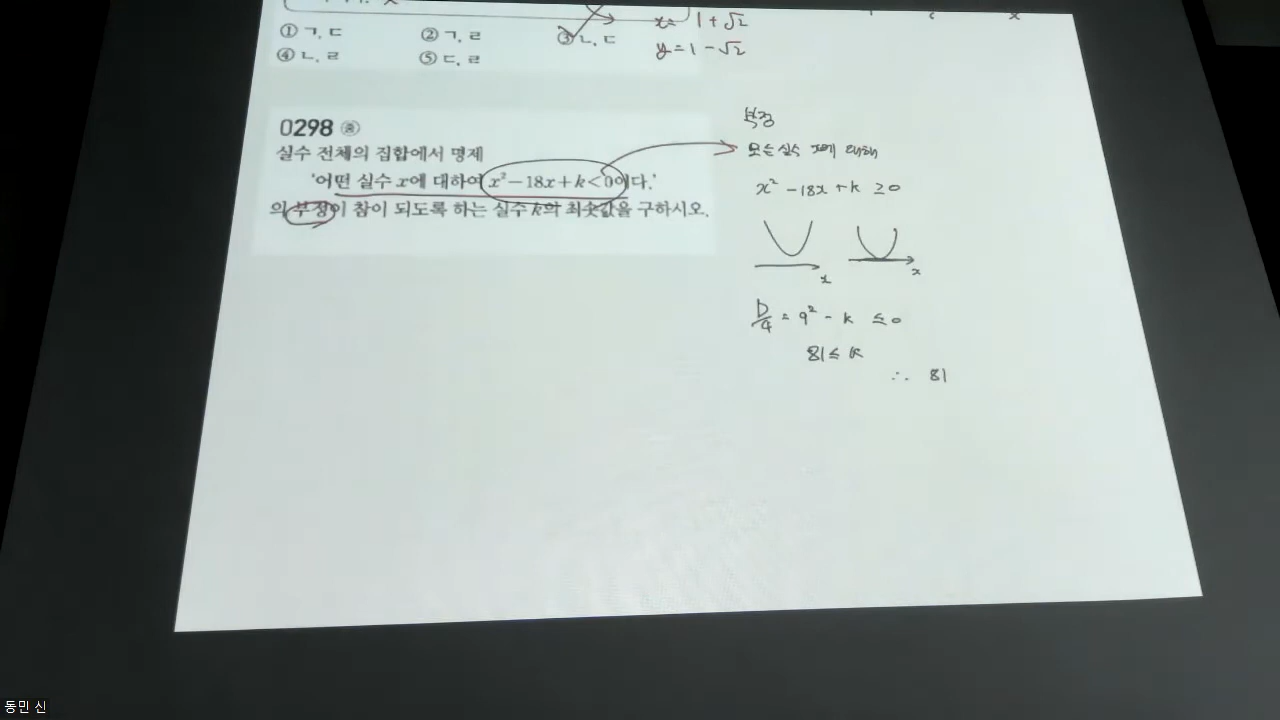 x = 1 + √2
① ㄱ, ㄷ ② ㄱ, ㄹ ③ ㄴ, ㄷ
y = 1 - √2
④ ㄴ, ㄹ ⑤ ㄷ, ㄹ
0298 중
실수 전체의 집합에서 명제
'어떤 실수 x에 대하여 x²-18x+k<0이다.'
의 부정이 참이 되도록 하는 실수 k의 최솟값을 구하시오.
부정
모든 실수 x에 대해
x² - 18x + k ≥ 0
x x
D/4 = 9² - k ≤ 0
81 ≤ k
∴ 81
동민 신